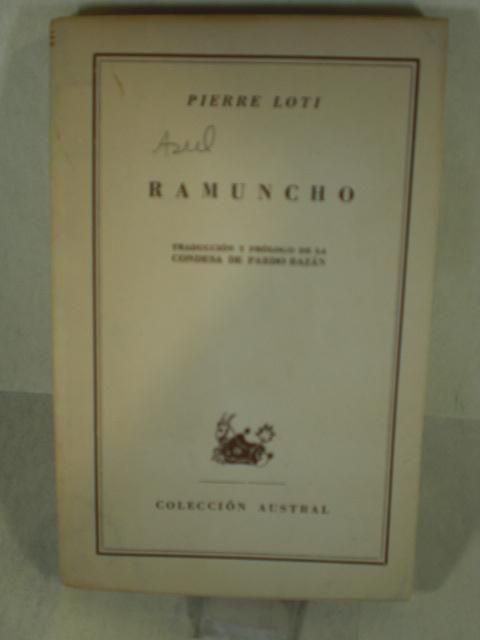 PIERRE LOTI
Azul
RAMUNCHO
TRADUCCIÓN Y PRÓLOGO DE LA
CONDESA DE PARDO BAZÁN
COLECCIÓN AUSTRAL